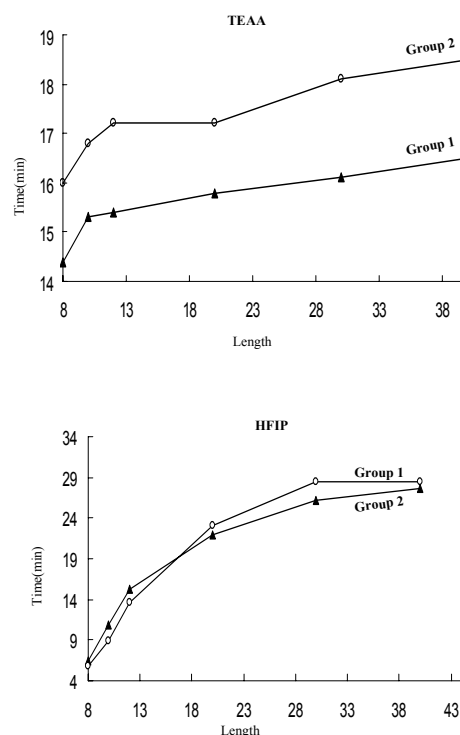 TEAA
19
18
17
16
15
14
Time(min)
Group 2
Group 1
8 13 18 23 28 33 38
Length
HFIP
34
29
24
19
14
9
4
Time(min)
Group 1
Group 2
8 13 18 23 28 33 38 43
Length